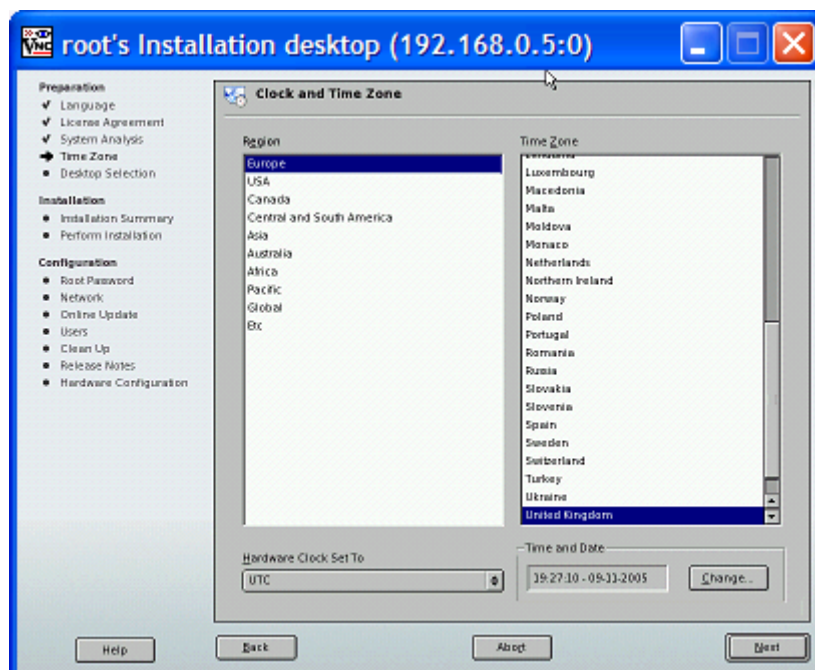 VNC root's Installation desktop (192.168.0.5:0)
Preparation
Language
License Agreement
System Analysis
Time Zone
Desktop Selection
Installation
Installation Summary
Perform Installation
Configuration
Root Password
Network
Online Update
Users
Clean Up
Release Notes
Hardware Configuration
Clock and Time Zone
Region
Europe
USA
Canada
Central and South America
Asia
Australia
Africa
Pacific
Global
Etc
Hardware Clock Set To
UTC
Time Zone
Luxembourg
Macedonia
Malta
Moldova
Monaco
Netherlands
Northern Ireland
Norway
Poland
Portugal
Romania
Russia
Slovakia
Slovenia
Spain
Sweden
Switzerland
Turkey
Ukraine
United Kingdom
Time and Date
19:27:10 - 09-11-2005
Change...
Help
Back
Abort
Next